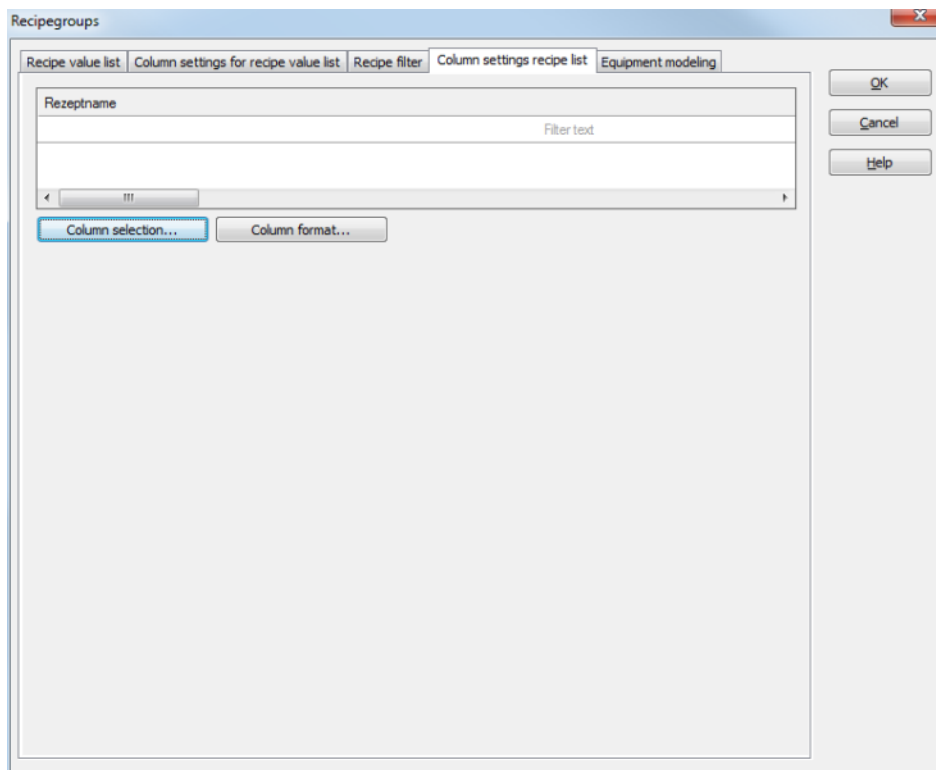 Recipegroups
Recipe value list Column settings for recipe value list Recipe filter Column settings recipe list Equipment modeling
OK
Rezeptname
Filter text
Cancel
Help
Column selection... Column format...